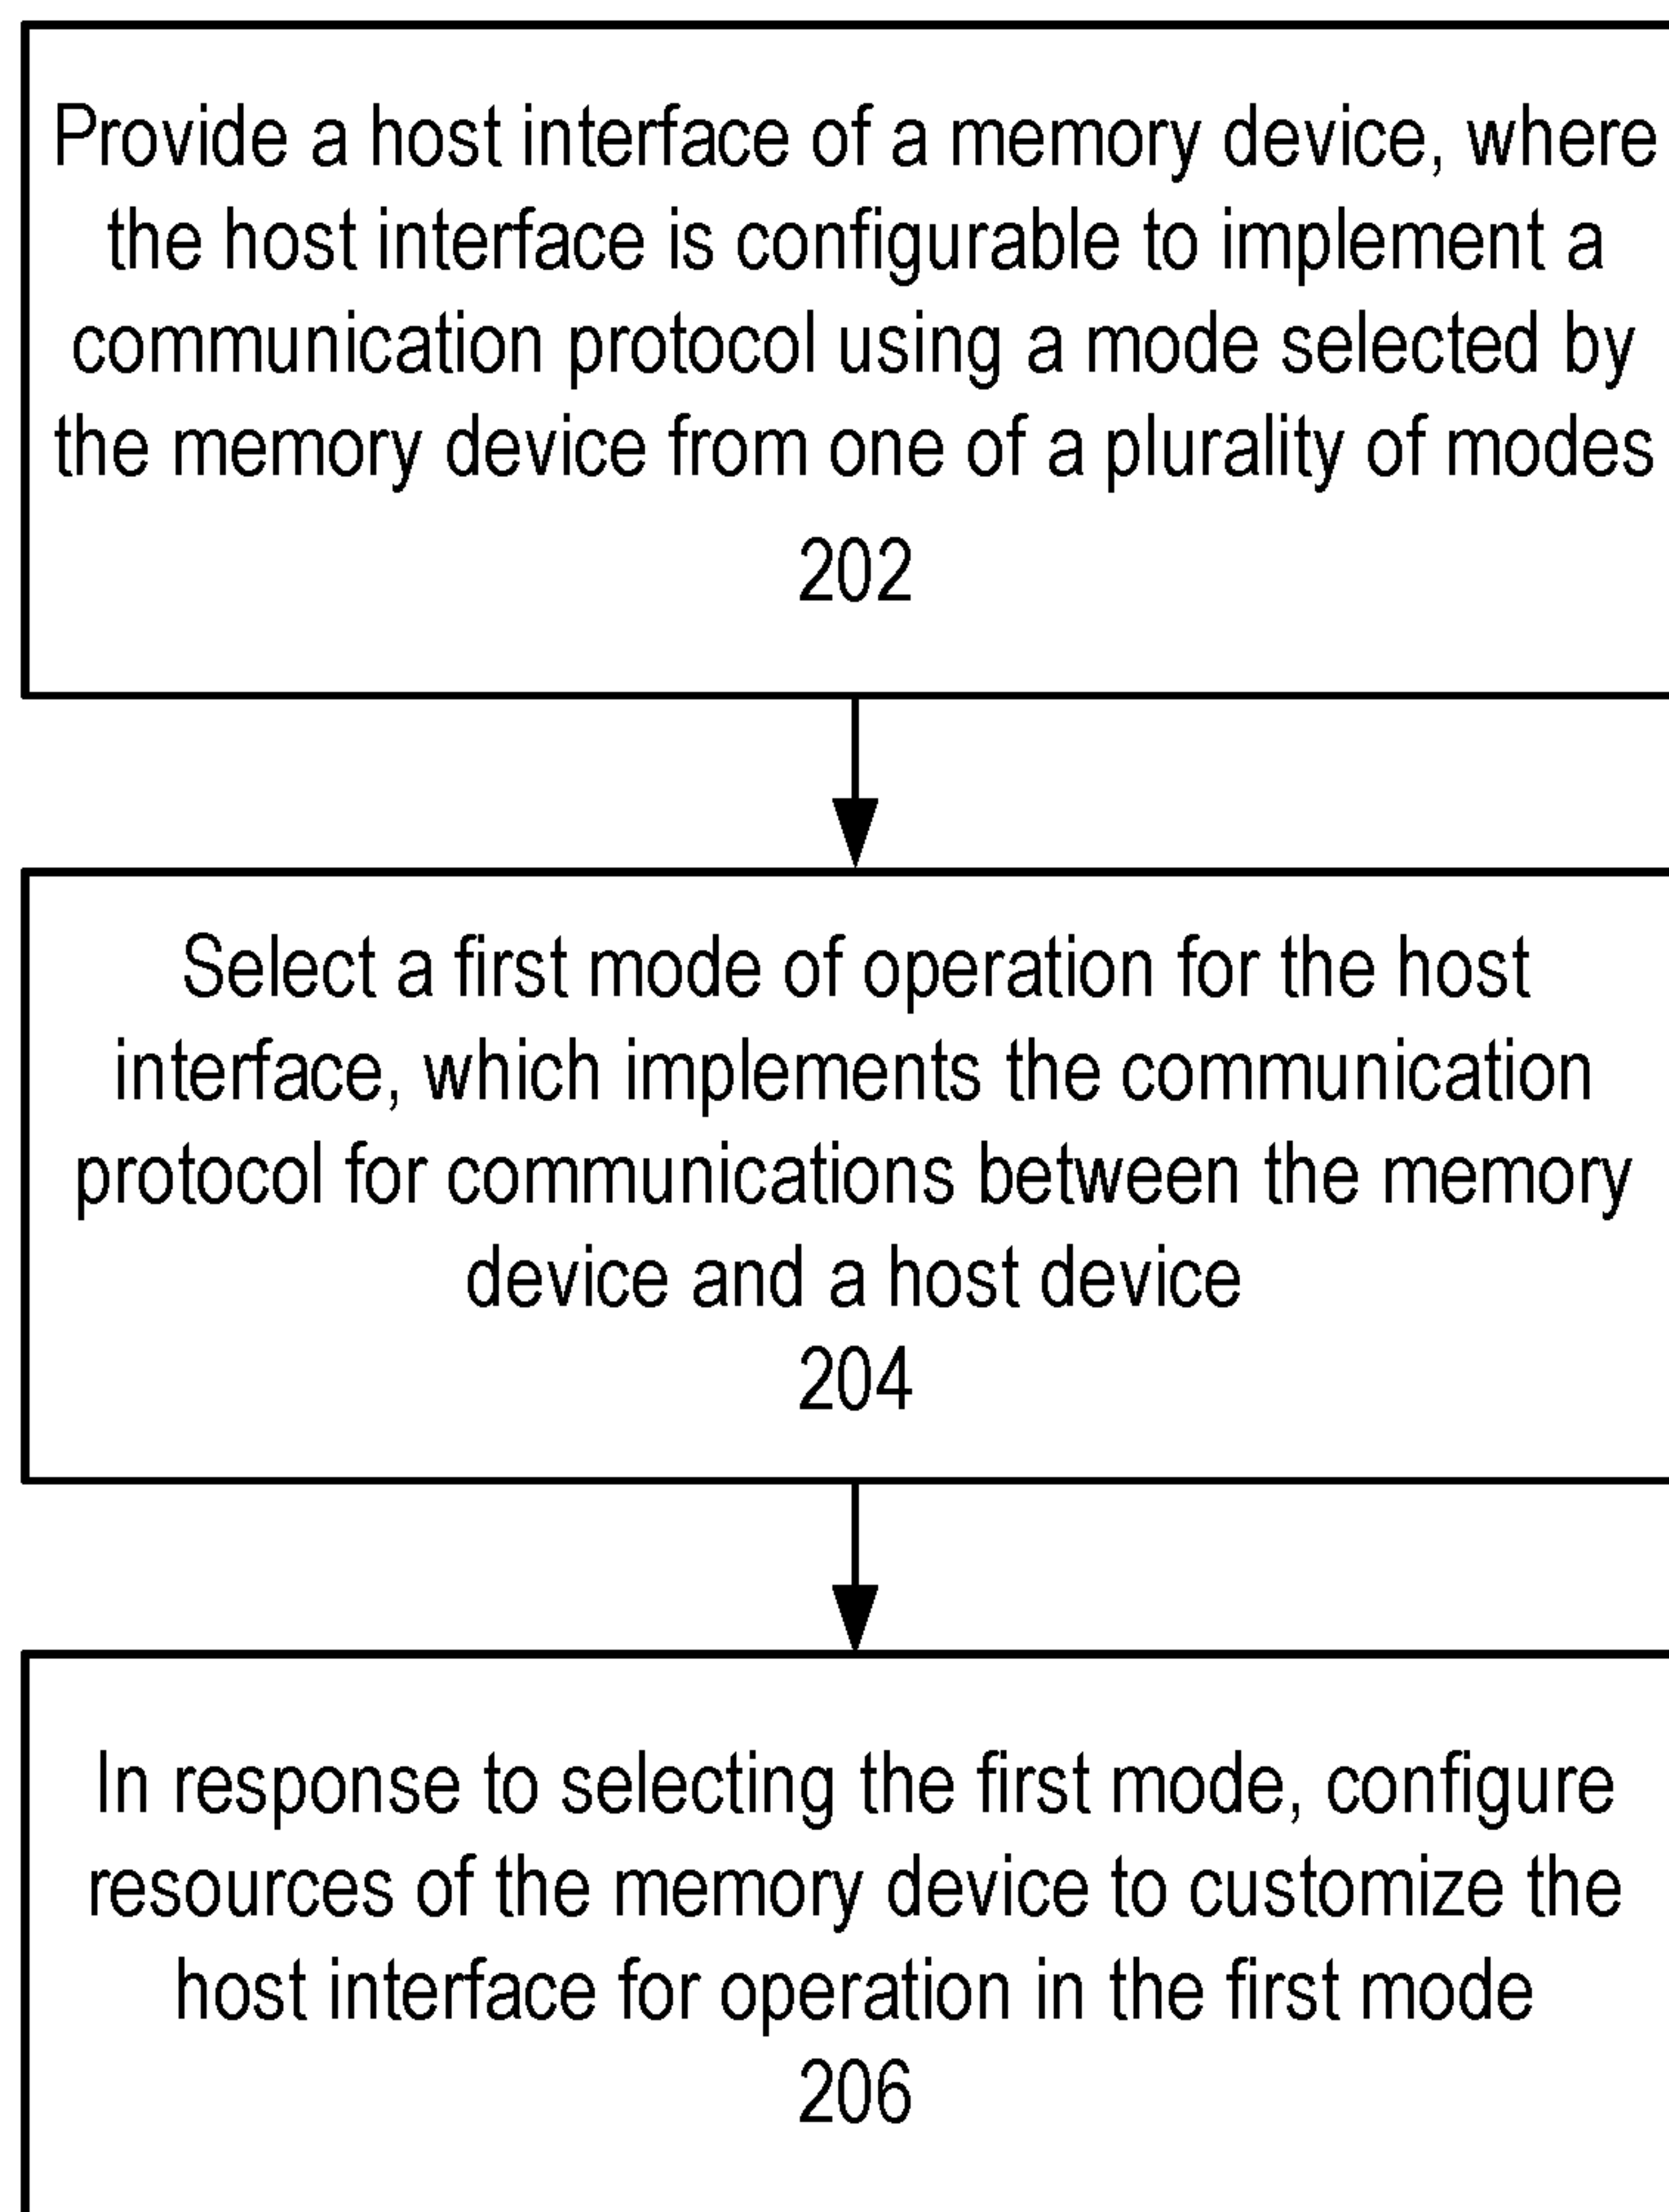 Provide a host interface of a memory device, where
the host interface is configurable to implement a
communication protocol using a mode selected by
the memory device from one of a plurality of modes
202
Select a first mode of operation for the host
interface, which implements the communication
protocol for communications between the memory
device and a host device
204
In response to selecting the first mode, configure
resources of the memory device to customize the
host interface for operation in the first mode
206